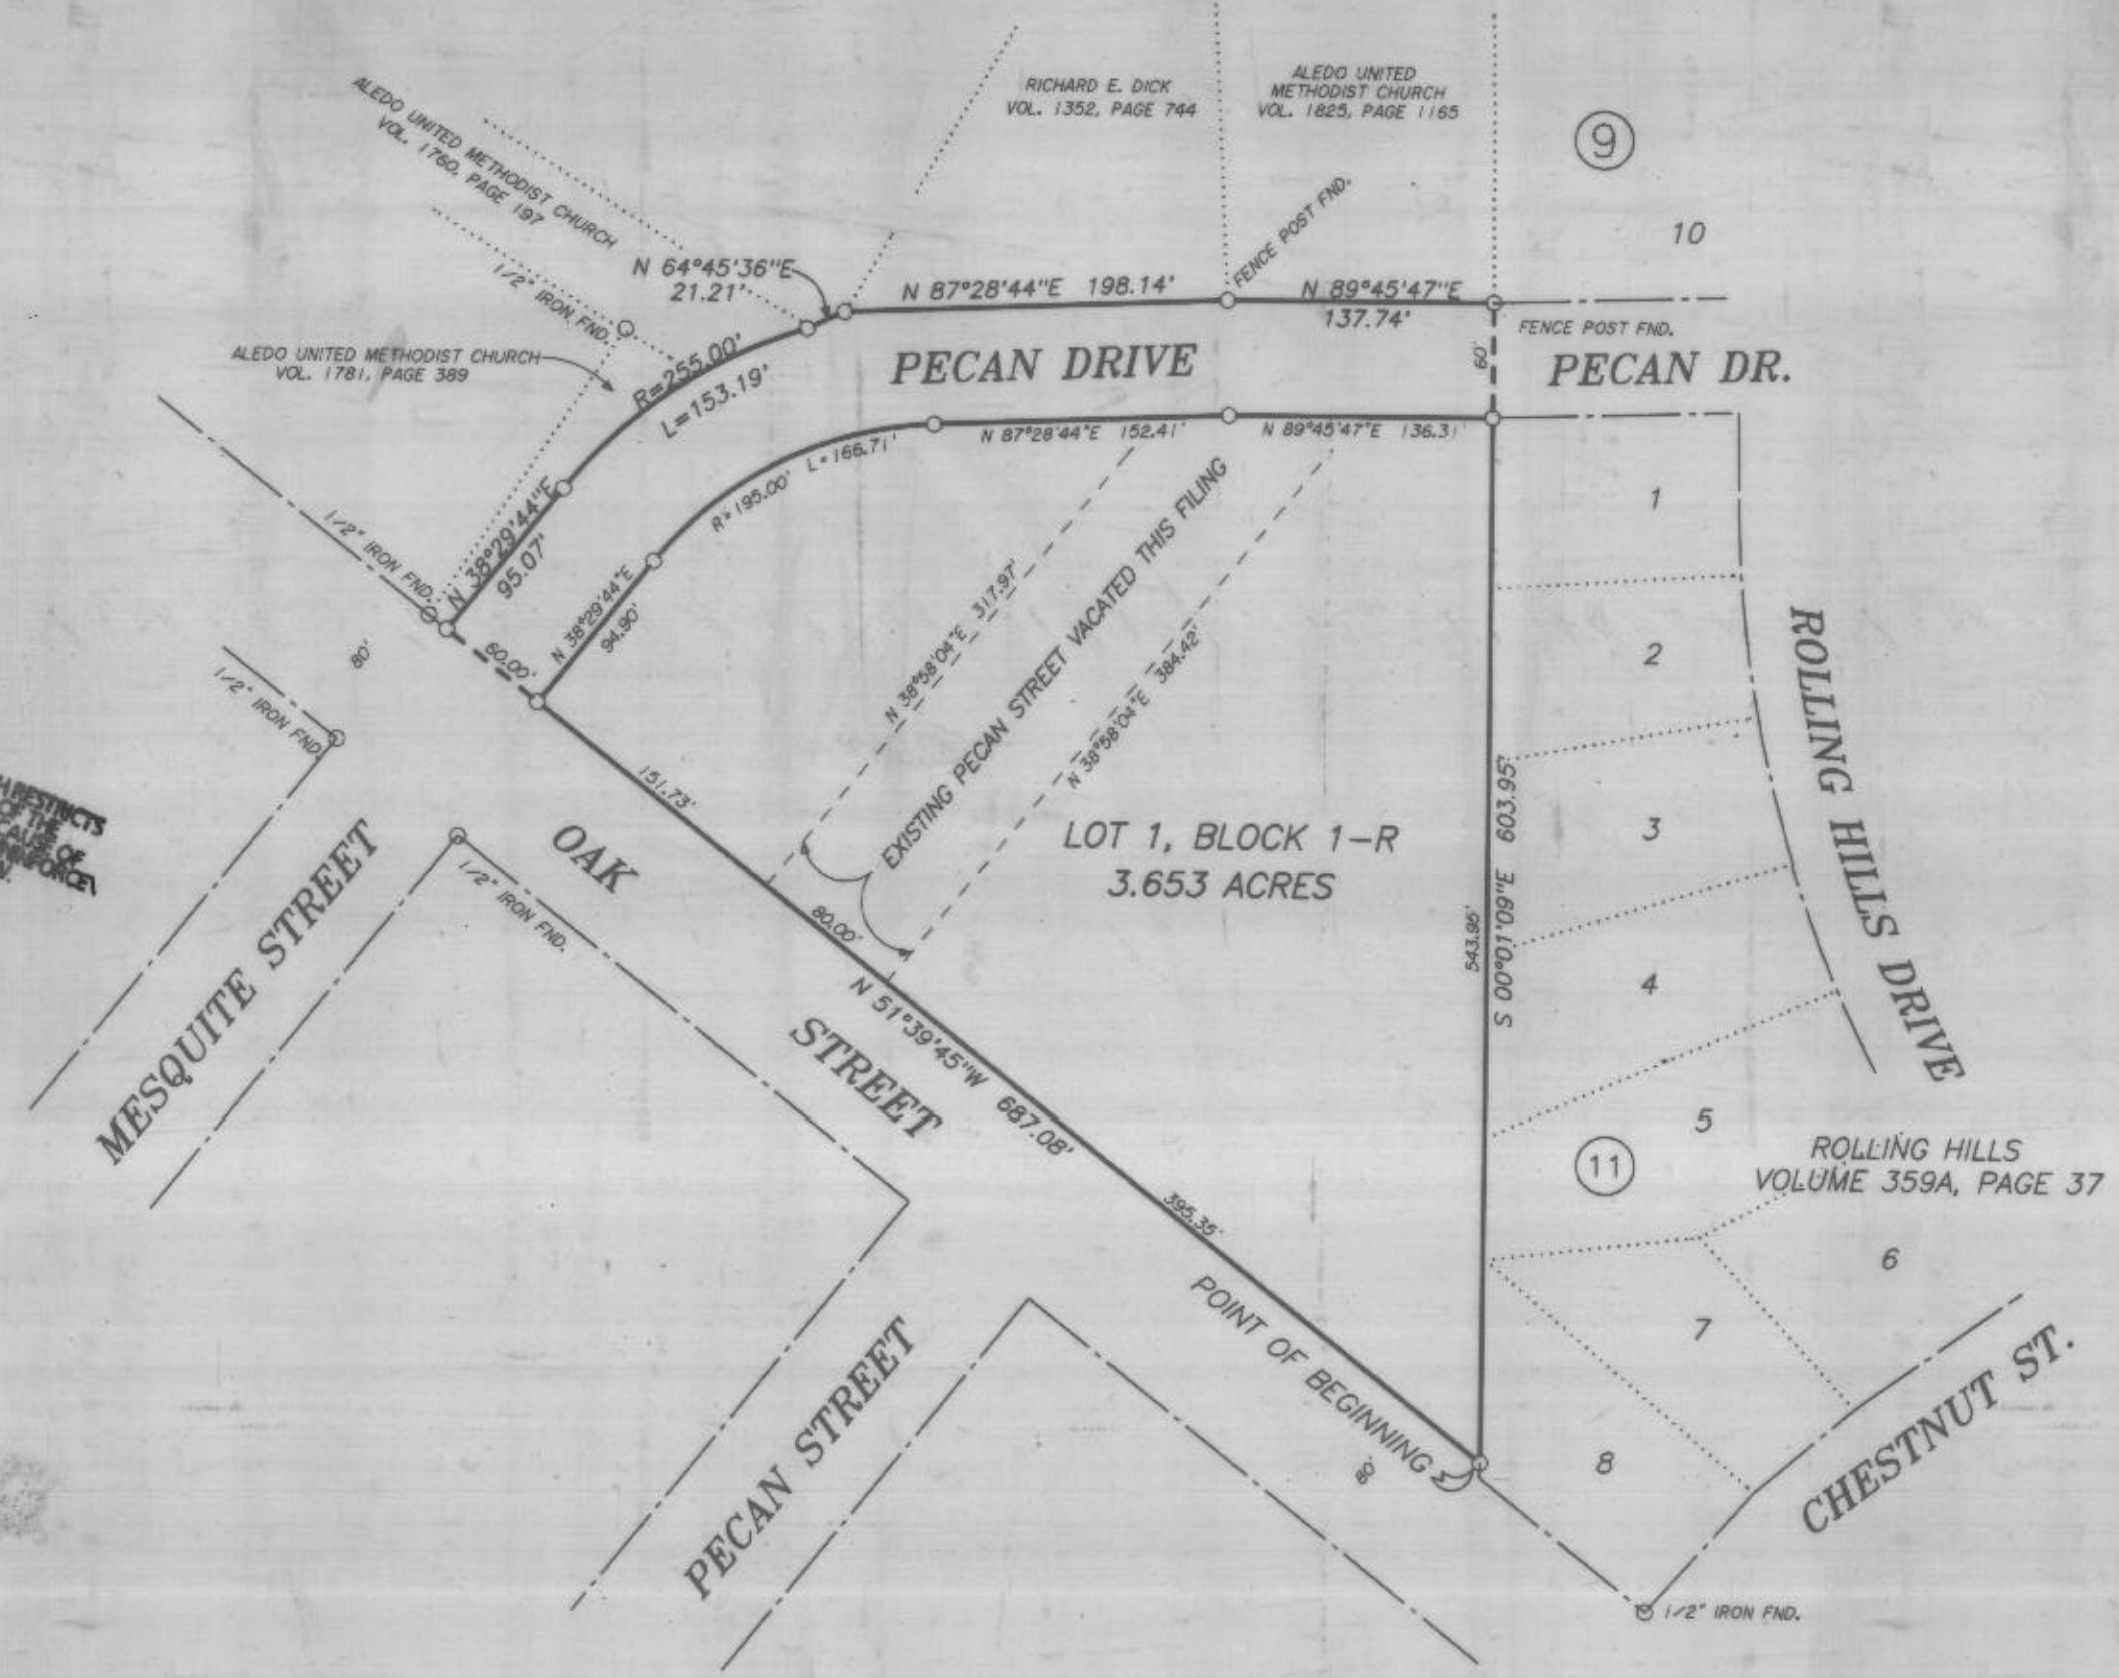 RICHARD E. DICK
VOL. 1352, PAGE 744
ALEDO UNITED
METHODIST CHURCH
VOL. 1825, PAGE 1165
9
10
ALEDO UNITED METHODIST CHURCH
VOL. 1760, PAGE 197
1/2" IRON FND.
N 64°45'36"E
21.21'
N 87°28'44"E 198.14'
FENCE POST FND.
N 89°45'47"E
137.74'
FENCE POST FND.
ALEDO UNITED METHODIST CHURCH
VOL. 1781, PAGE 389
R=255.00'
L=153.19'
PECAN DRIVE
60'
PECAN DR.
N 87°28'44"E 152.41'
N 89°45'47"E 136.31'
R=195.00' L=166.71'
1/2" IRON FND.
N 38°29'44"E
95.07'
N 38°29'44"E
94.90'
60.00'
80'
1/2" IRON FND.
N 38°58'04"E 317.97'
EXISTING PECAN STREET VACATED THIS FILING
N 38°58'04"E 384.42'
1
2
3
4
5
ROLLING HILLS DRIVE
151.73'
LOT 1, BLOCK 1-R
3.653 ACRES
543.95'
S 00°01'09"E 603.95'
OF THE
MESQUITE STREET
OAK
STREET
1/2" IRON FND.
80.00'
N 51°39'45"W 687.08'
395.35'
11
ROLLING HILLS
VOLUME 359A, PAGE 37
6
7
8
POINT OF BEGINNING
80'
PECAN STREET
CHESTNUT ST.
1/2" IRON FND.